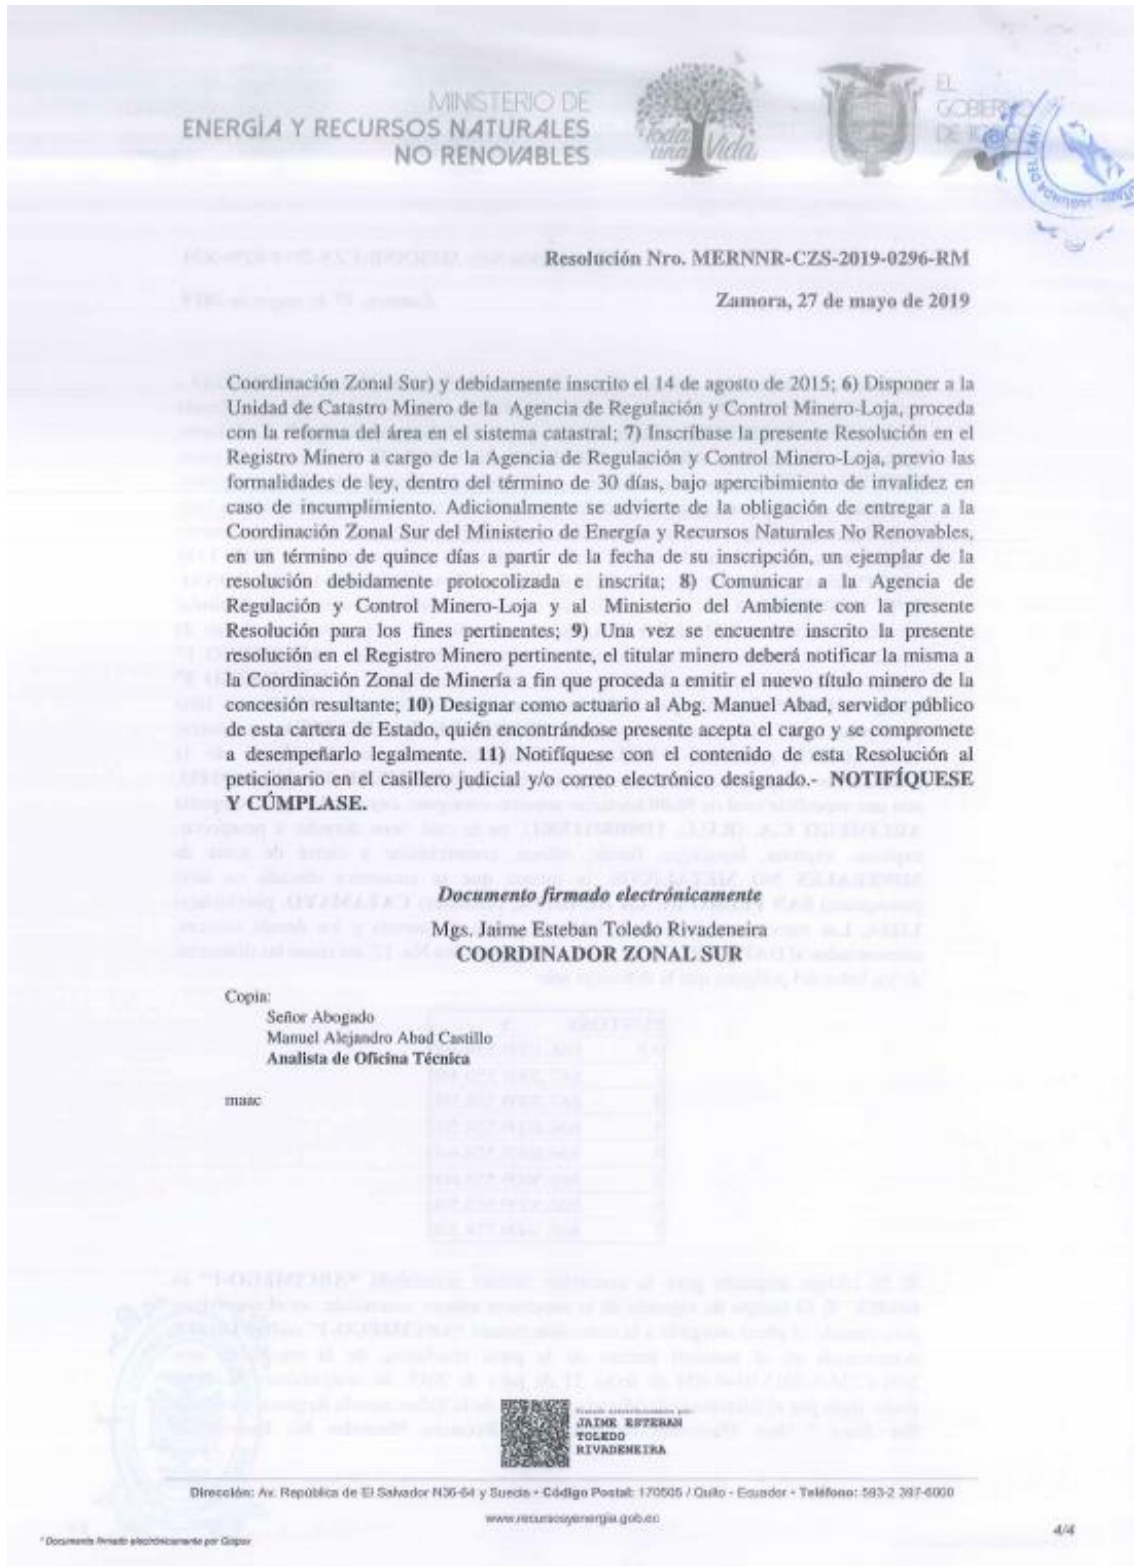 MINISTERIO DE
ENERGÍA Y RECURSOS NATURALES
NO RENOVABLES
Toda
una Vida
EL
GOBIERNO
DE TODOS
Resolución Nro. MERNNR-CZS-2019-0296-RM
Zamora, 27 de mayo de 2019
Coordinación Zonal Sur) y debidamente inscrito el 14 de agosto de 2015; 6) Disponer a la
Unidad de Catastro Minero de la Agencia de Regulación y Control Minero-Loja, proceda
con la reforma del área en el sistema catastral; 7) Inscríbase la presente Resolución en el
Registro Minero a cargo de la Agencia de Regulación y Control Minero-Loja, previo las
formalidades de ley, dentro del término de 30 días, bajo apercibimiento de invalidez en
caso de incumplimiento. Adicionalmente se advierte de la obligación de entregar a la
Coordinación Zonal Sur del Ministerio de Energía y Recursos Naturales No Renovables,
en un término de quince días a partir de la fecha de su inscripción, un ejemplar de la
resolución debidamente protocolizada e inscrita; 8) Comunicar a la Agencia de
Regulación y Control Minero-Loja y al Ministerio del Ambiente con la presente
Resolución para los fines pertinentes; 9) Una vez se encuentre inscrito la presente
resolución en el Registro Minero pertinente, el titular minero deberá notificar la misma a
la Coordinación Zonal de Minería a fin que proceda a emitir el nuevo título minero de la
concesión resultante; 10) Designar como actuario al Abg. Manuel Abad, servidor público
de esta cartera de Estado, quién encontrándose presente acepta el cargo y se compromete
a desempeñarlo legalmente. 11) Notifíquese con el contenido de esta Resolución al
peticionario en el casillero judicial y/o correo electrónico designado.- NOTIFÍQUESE
Y CÚMPLASE.
Documento firmado electrónicamente
Mgs. Jaime Esteban Toledo Rivadeneira
COORDINADOR ZONAL SUR
Copia:
Señor Abogado
Manuel Alejandro Abad Castillo
Analista de Oficina Técnica
maac
JAIME ESTEBAN
TOLEDO
RIVADENEIRA
Dirección: Av. República de El Salvador N36-64 y Suecia • Código Postal: 170505 / Quito - Ecuador • Teléfono: 593-2 397-6000
www.recursosyenergia.gob.ec
4/4
* Documento firmado electrónicamente por Quipux